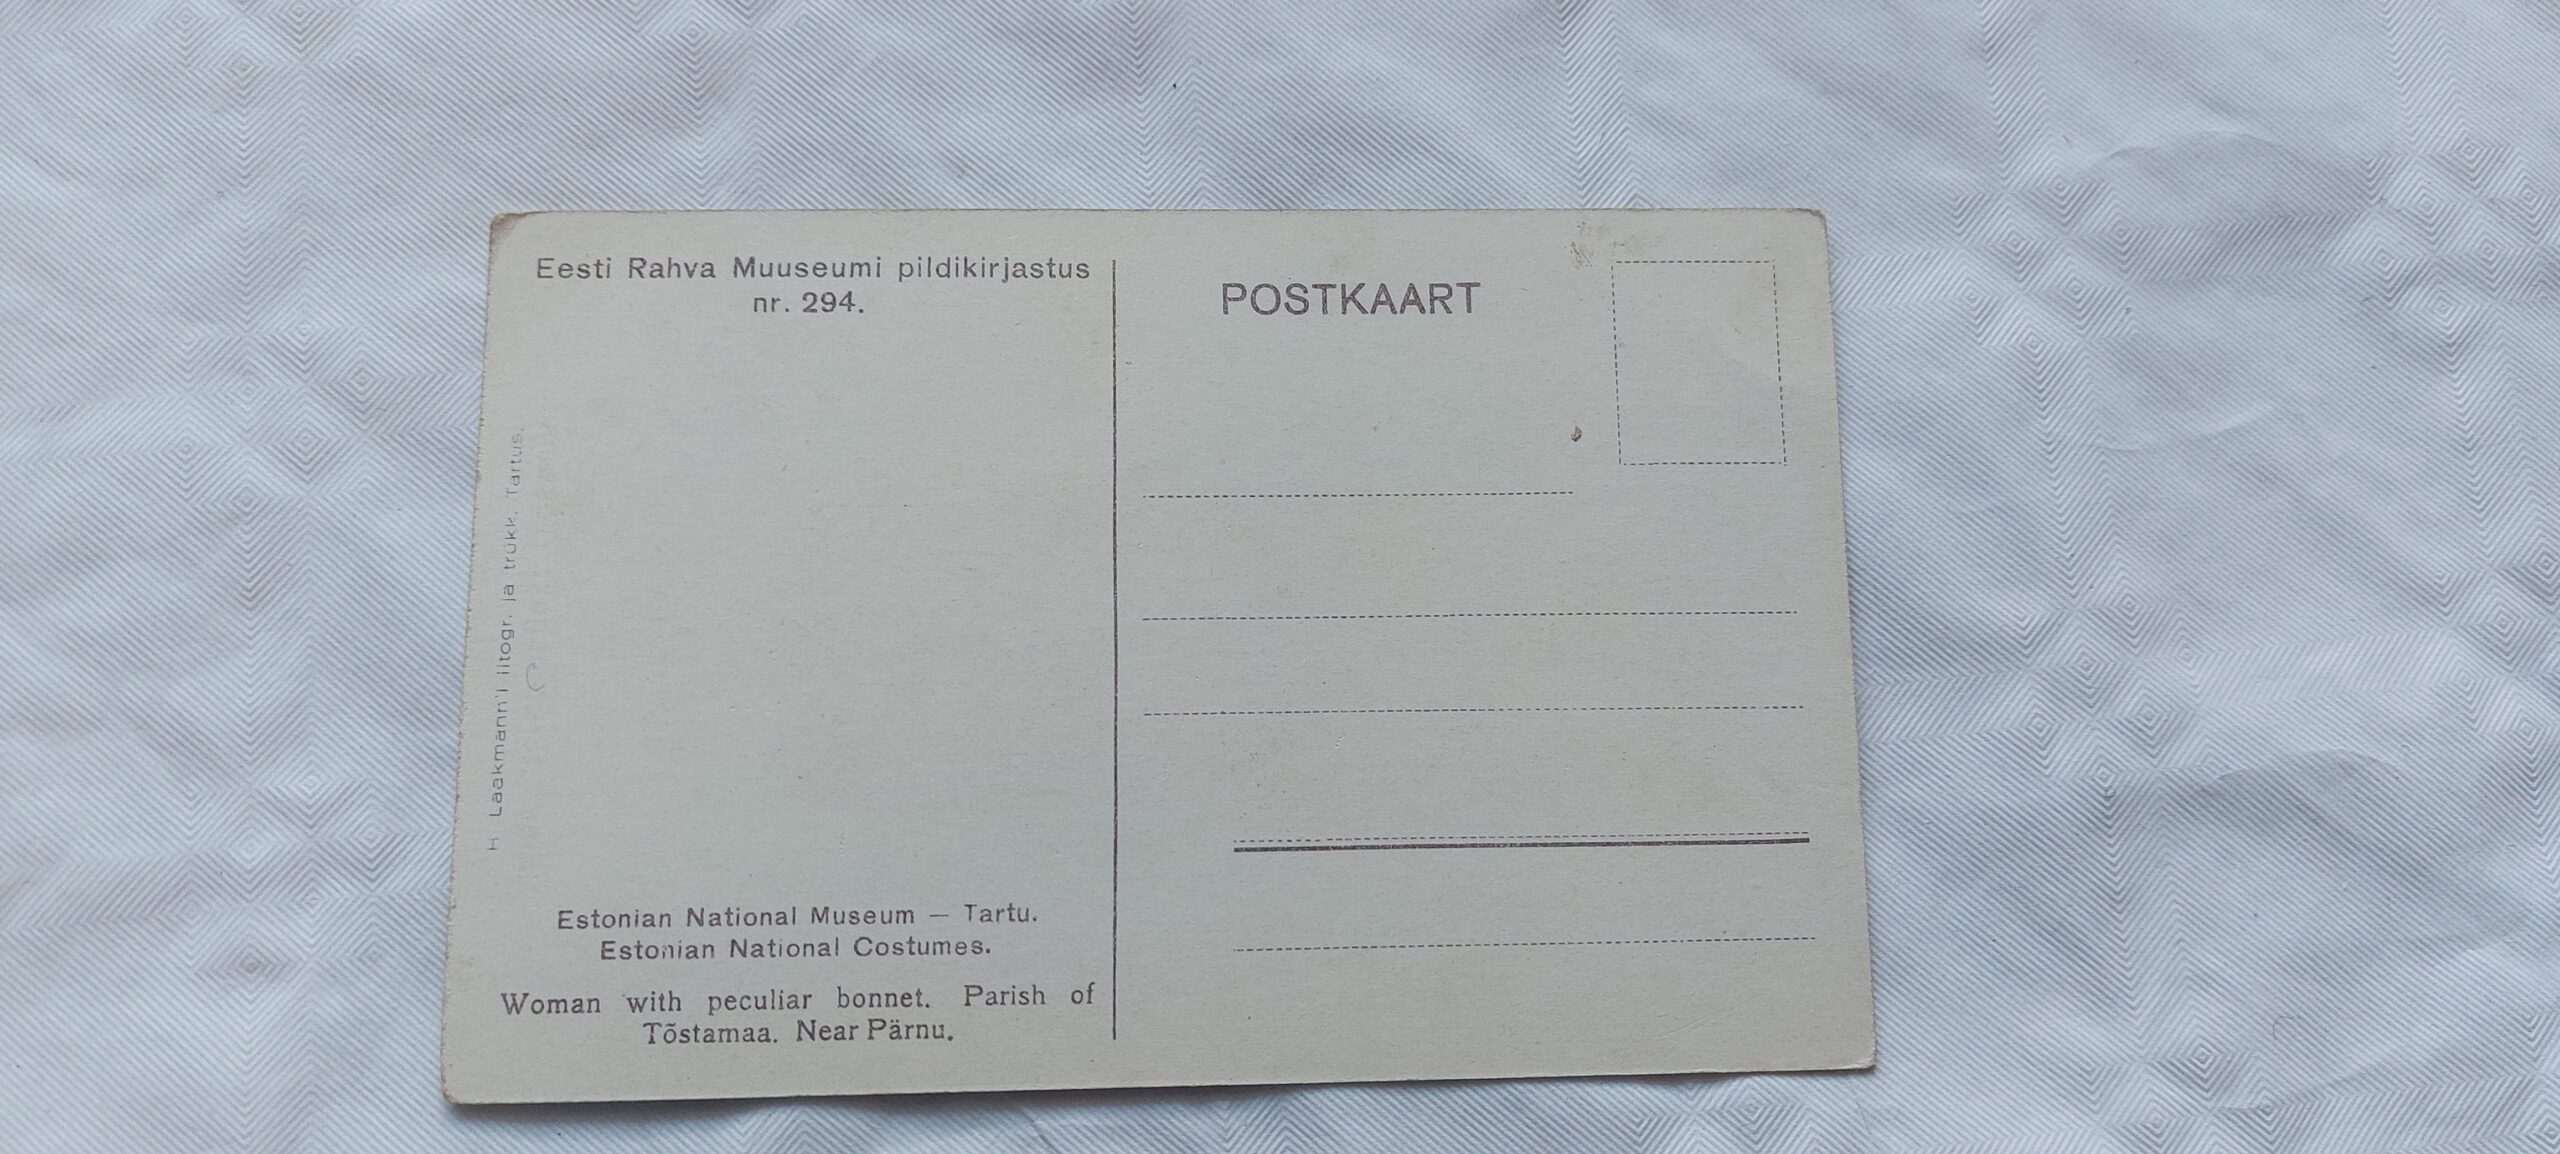 Eesti Rahva Muuseumi pildikirjastus
nr. 294.
POSTKAART
H Laakmann'i litogr. ja trükk. Tartus.
Estonian National Museum — Tartu.
Estonian National Costumes.
Woman with peculiar bonnet. Parish of
Tõstamaa. Near Pärnu.